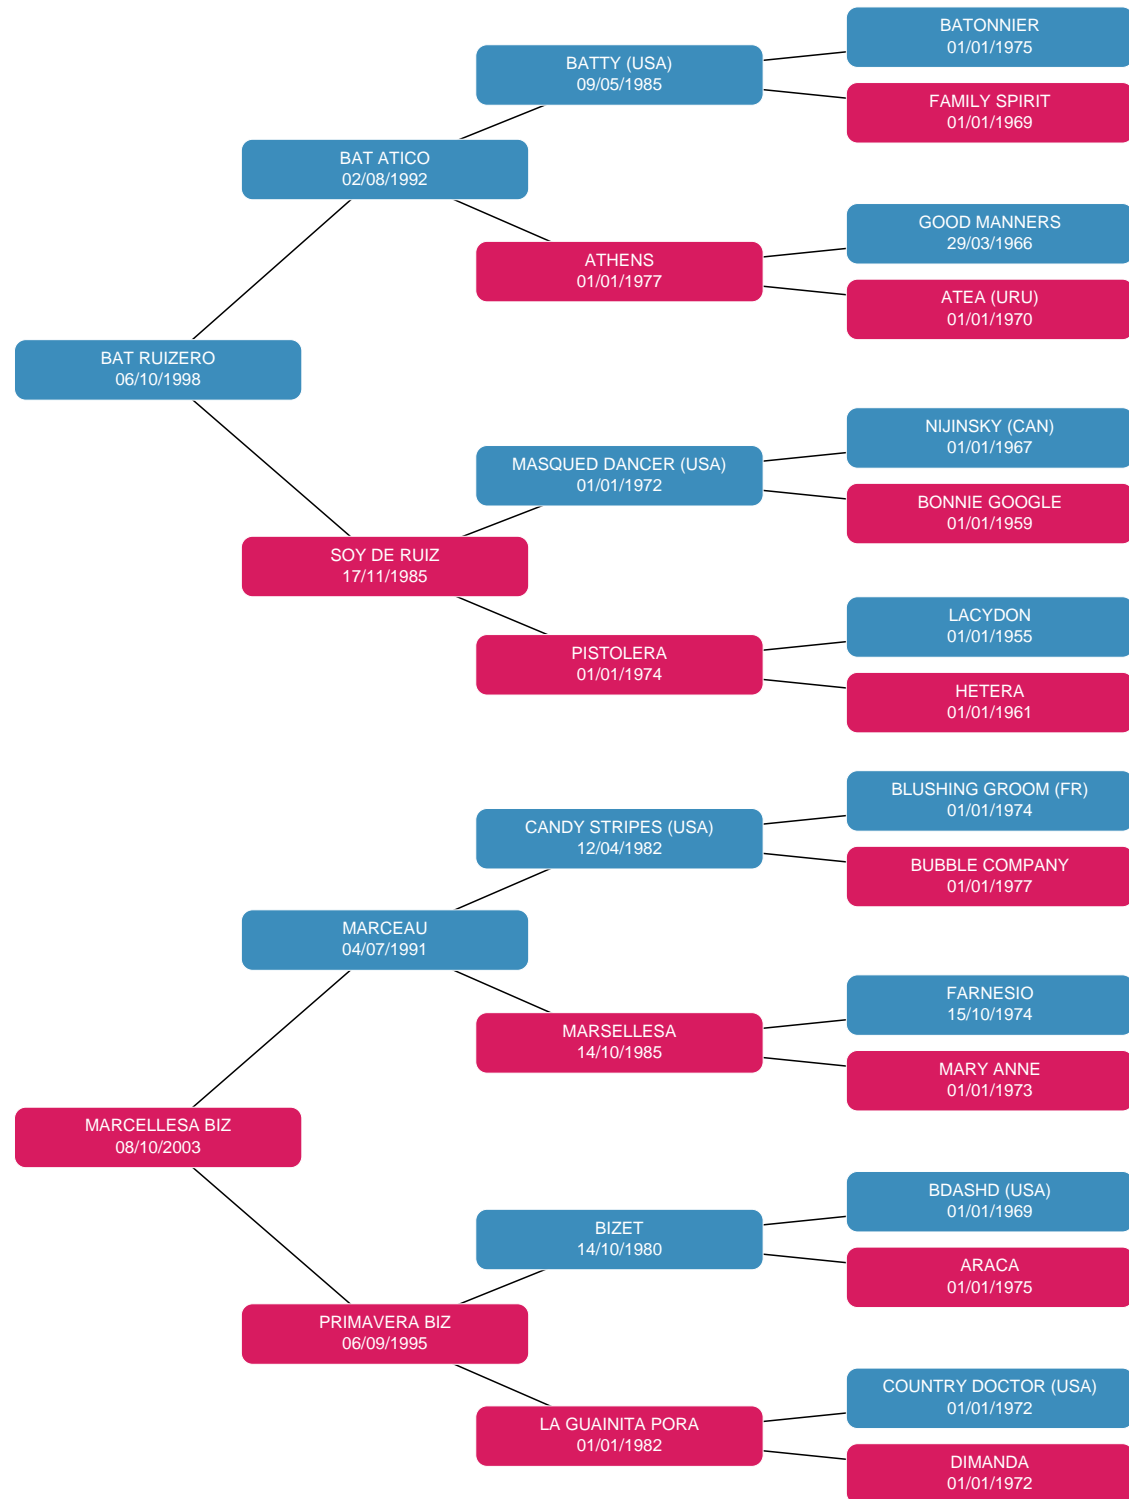 BATONNIER
01/01/1975
BATTY (USA)
09/05/1985
FAMILY SPIRIT
01/01/1969
BAT ATICO
02/08/1992
GOOD MANNERS
29/03/1966
ATHENS
01/01/1977
ATEA (URU)
01/01/1970
BAT RUIZERO
06/10/1998
NIJINSKY (CAN)
01/01/1967
MASQUED DANCER (USA)
01/01/1972
BONNIE GOOGLE
01/01/1959
SOY DE RUIZ
17/11/1985
LACYDON
01/01/1955
PISTOLERA
01/01/1974
HETERA
01/01/1961
BLUSHING GROOM (FR)
01/01/1974
CANDY STRIPES (USA)
12/04/1982
BUBBLE COMPANY
01/01/1977
MARCEAU
04/07/1991
FARNESIO
15/10/1974
MARSELLESA
14/10/1985
MARY ANNE
01/01/1973
MARCELLESA BIZ
08/10/2003
BDASHD (USA)
01/01/1969
BIZET
14/10/1980
ARACA
01/01/1975
PRIMAVERA BIZ
06/09/1995
COUNTRY DOCTOR (USA)
01/01/1972
LA GUAINITA PORA
01/01/1982
DIMANDA
01/01/1972